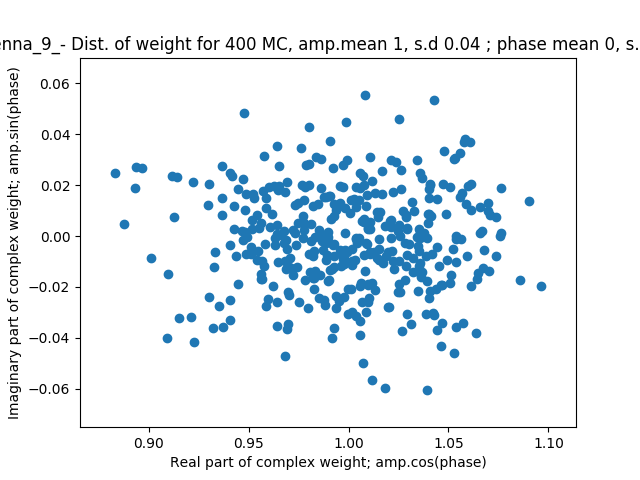 enna_9_- Dist. of weight for 400 MC, amp.mean 1, s.d 0.04 ; phase mean 0, s.
Imaginary part of complex weight; amp.sin(phase)
0.06
0.04
0.02
0.00
−0.02
−0.04
−0.06
0.90 0.95 1.00 1.05 1.10
Real part of complex weight; amp.cos(phase)